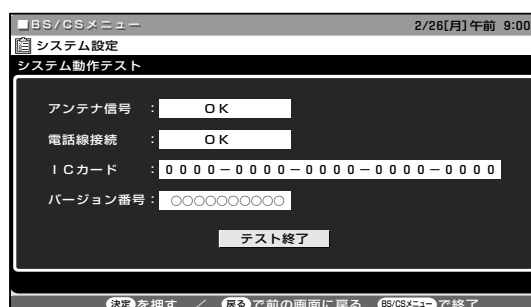 ■BS/CSメニュー 2/26[月]午前 9:00
システム設定
システム動作テスト
アンテナ信号 : OK
電話線接続 : OK
ICカード : 0000-0000-0000-0000-0000
バージョン番号 : ○○○○○○○○○○
テスト終了
決定を押す / 戻るで前の画面に戻る BS/CSメニューで終了